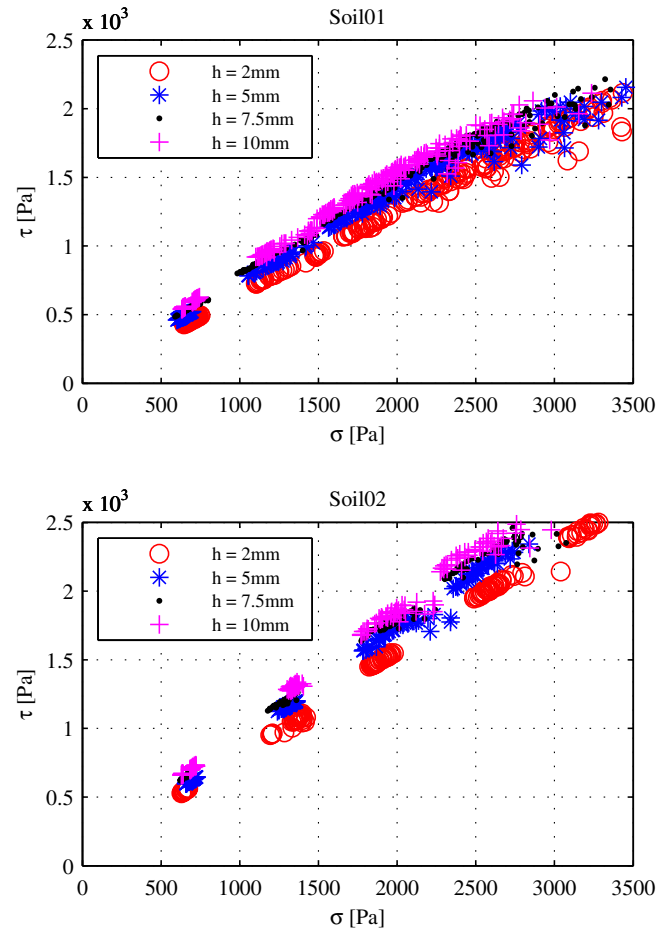 x 10³
Soil01
2.5
2
1.5
1
0.5
0
τ [Pa]
h = 2mm
h = 5mm
h = 7.5mm
h = 10mm
0 500 1000 1500 2000 2500 3000 3500
σ [Pa]
x 10³
Soil02
2.5
2
1.5
1
0.5
0
τ [Pa]
h = 2mm
h = 5mm
h = 7.5mm
h = 10mm
0 500 1000 1500 2000 2500 3000 3500
σ [Pa]